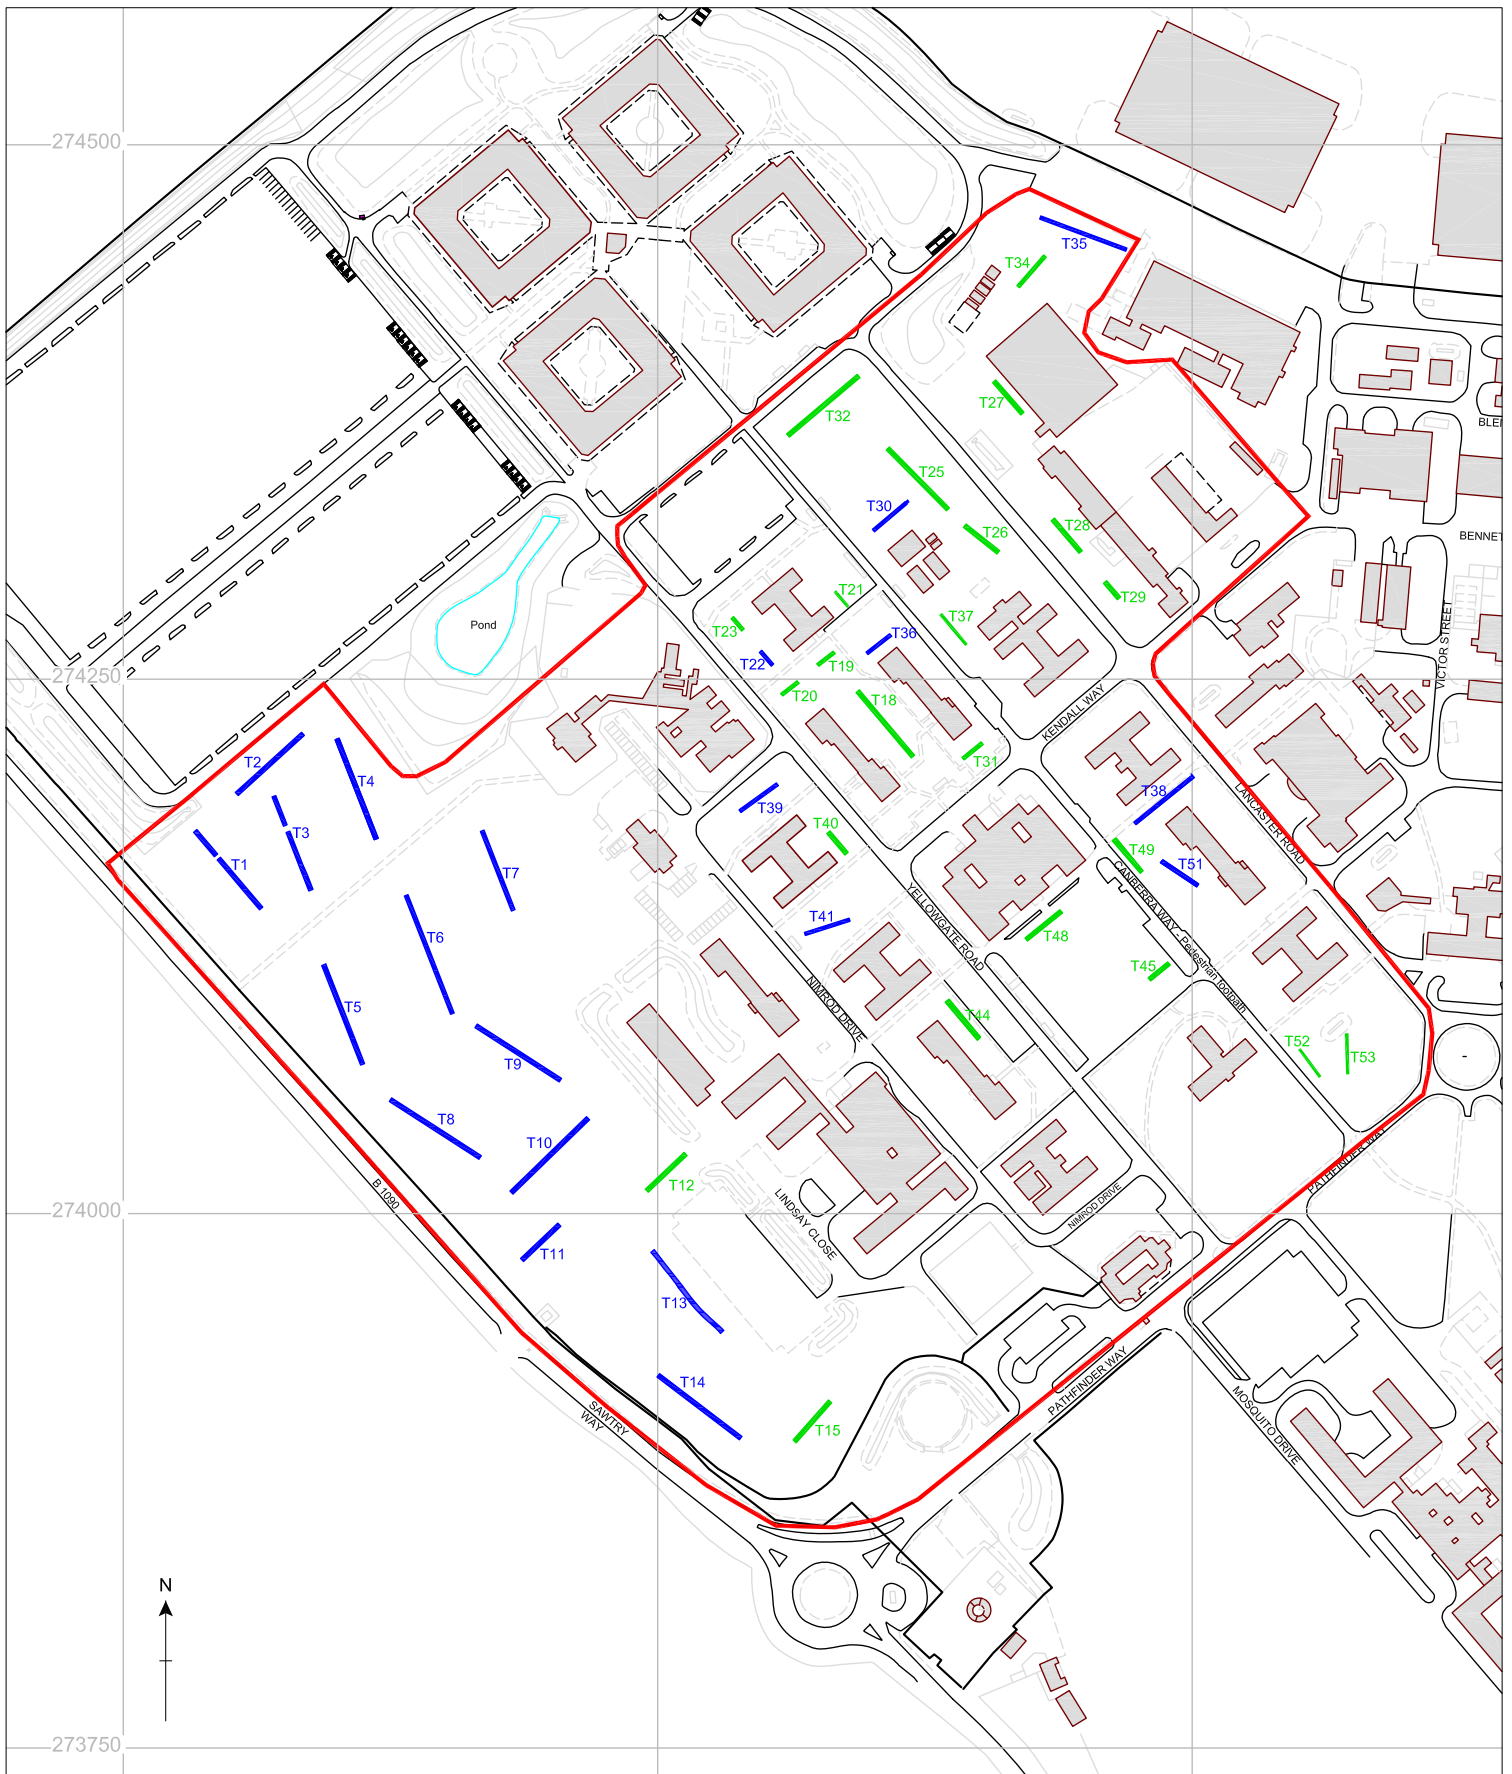 274500
T35
T34
T27
T32
BLE
T25
T30
T28
T26
BENNET
T21
T29
T37
Pond
T23
T36
T22
T19
VICTOR STREET
274250
T20
T18
KENDALL WAY
T2
T31
T4
T39
T38
LANCASTER ROAD
T3
T40
T1
T49
T7
T51
T41
YELLOWGATE ROAD
CANBERRA WAY - Pedestrian footpath
T6
T48
T45
T5
NIMROD DRIVE
T44
T52
T53
T9
T8
T10
PATHFINDER WAY
T12
B 1090
274000
LINDSAY CLOSE
NIMROD DRIVE
T11
T13
T14
PATHFINDER WAY
SAWTRY
WAY
MOSQUITO DRIVE
T15
N
273750